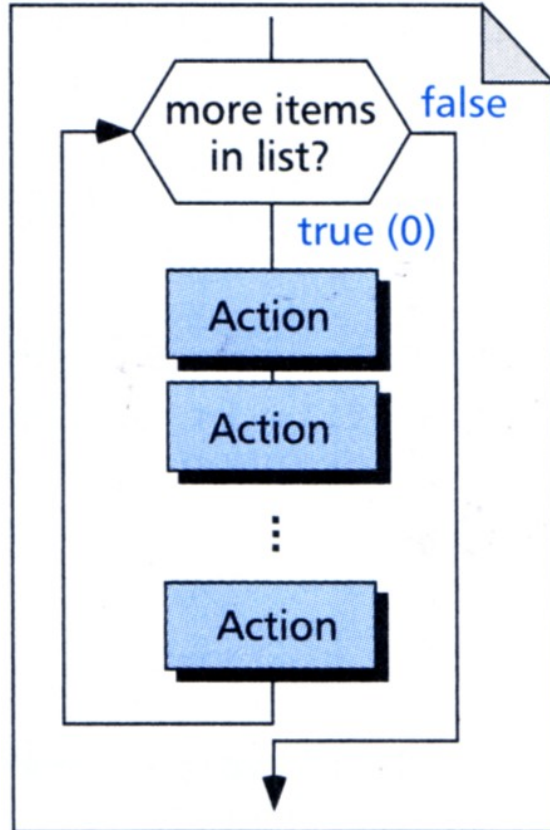 more items
in list?
false
true (0)
Action
Action
⋮
Action